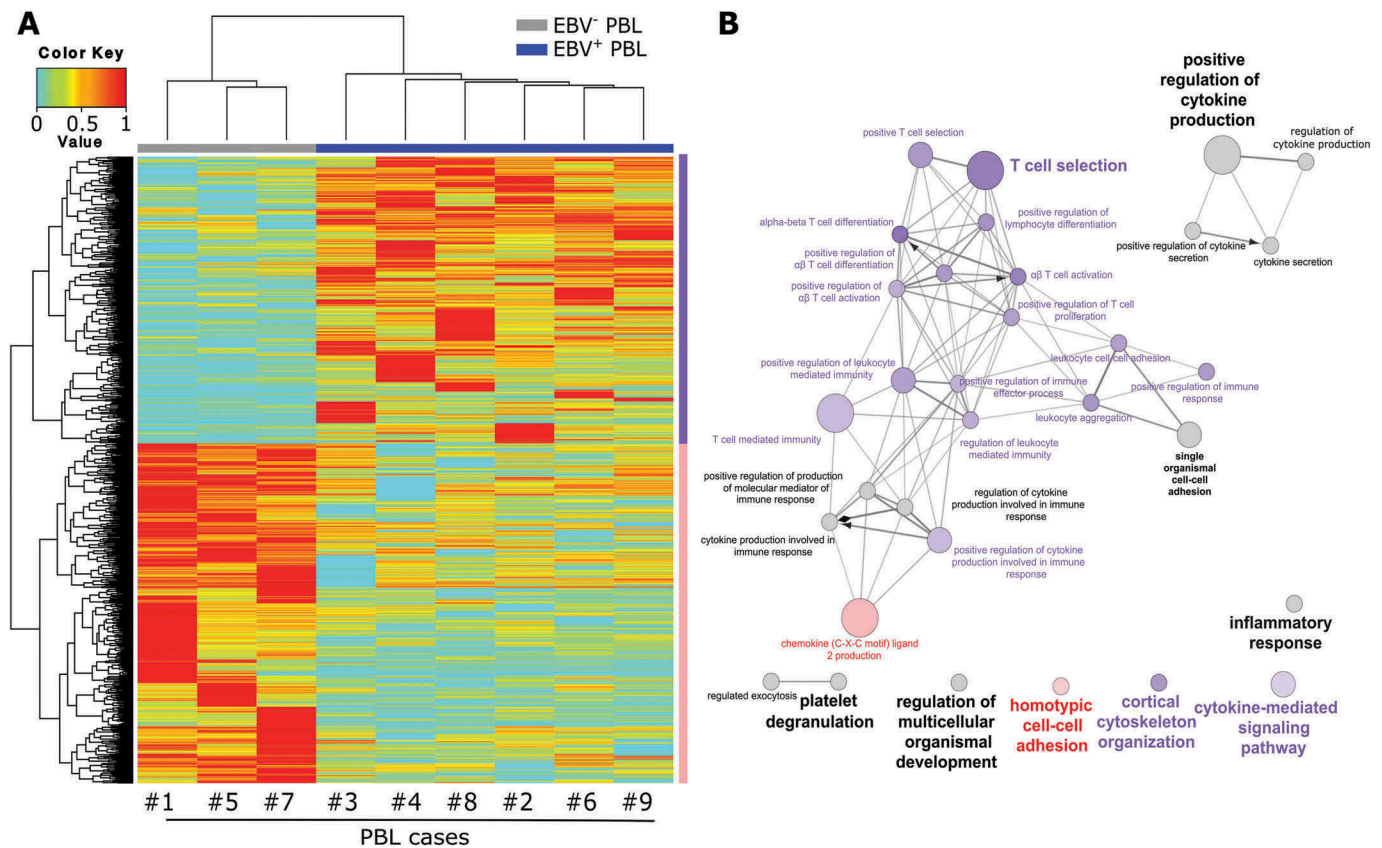 A
Color Key
0 0.5 1
Value
EBV⁻ PBL
EBV⁺ PBL
#1 #5 #7 #3 #4 #8 #2 #6 #9
PBL cases
B
positive
regulation of
cytokine
production
regulation of
cytokine production
positive regulation of cytokine
secretion
cytokine secretion
positive T cell selection
T cell selection
alpha-beta T cell differentiation
positive regulation of
lymphocyte differentiation
positive regulation of
αβ T cell differentiation
αβ T cell activation
positive regulation of
αβ T cell activation
positive regulation of T cell
proliferation
leukocyte cell-cell adhesion
positive regulation of leukocyte
mediated immunity
positive regulation of immune
effector process
positive regulation of immune
response
leukocyte aggregation
T cell mediated immunity
regulation of leukocyte
mediated immunity
single
organismal
cell-cell
adhesion
positive regulation of production
of molecular mediator of
immune response
regulation of cytokine
production involved in immune
response
cytokine production involved in
immune response
positive regulation of cytokine
production involved in immune
response
chemokine (C-X-C motif) ligand
2 production
inflammatory
response
regulated exocytosis
platelet
degranulation
regulation of
multicellular
organismal
development
homotypic
cell-cell
adhesion
cortical
cytoskeleton
organization
cytokine-mediated
signaling
pathway